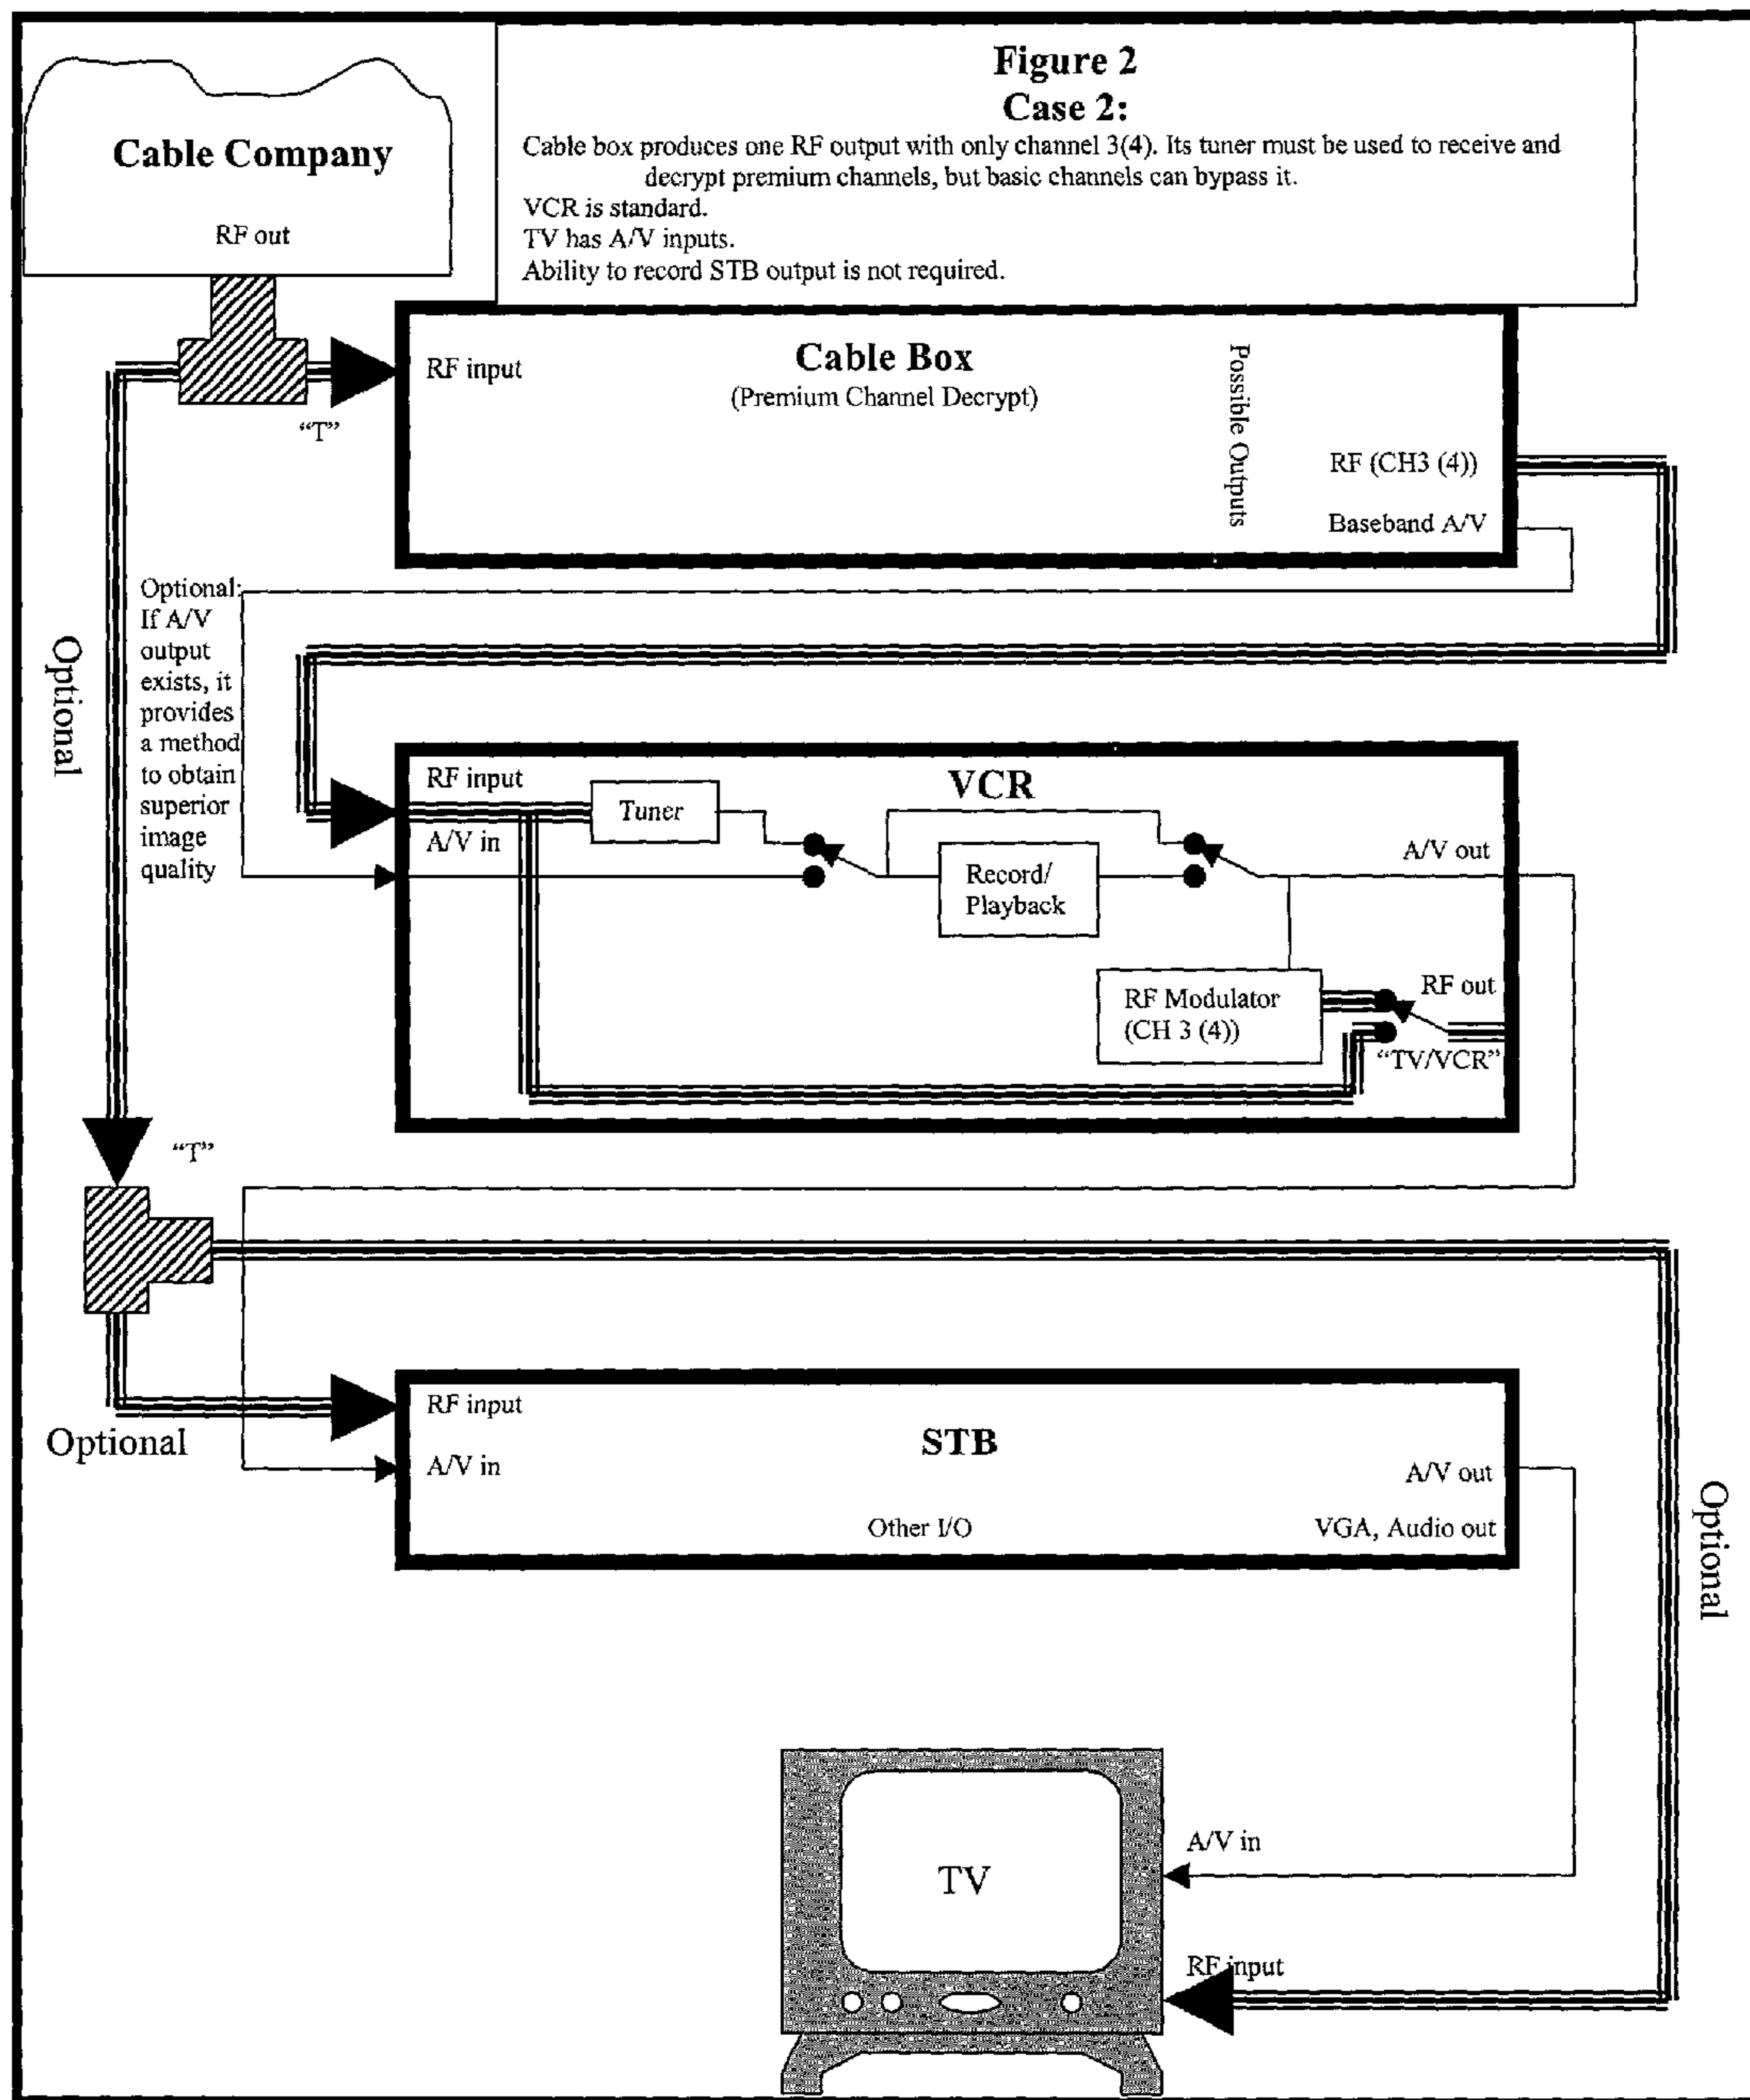 Figure 2
Case 2:
Cable box produces one RF output with only channel 3(4). Its tuner must be used to receive and
decrypt premium channels, but basic channels can bypass it.
VCR is standard.
TV has A/V inputs.
Ability to record STB output is not required.
Cable Company
RF out
"T"
RF input
Cable Box
(Premium Channel Decrypt)
Possible Outputs
RF (CH3 (4))
Baseband A/V
Optional
Optional:
If A/V
output
exists, it
provides
a method
to obtain
superior
image
quality
RF input
VCR
Tuner
A/V in
Record/
Playback
A/V out
RF Modulator
(CH 3 (4))
RF out
"TV/VCR"
"T"
Optional
RF input
A/V in
STB
A/V out
Other I/O
VGA, Audio out
Optional
TV
A/V in
RF input